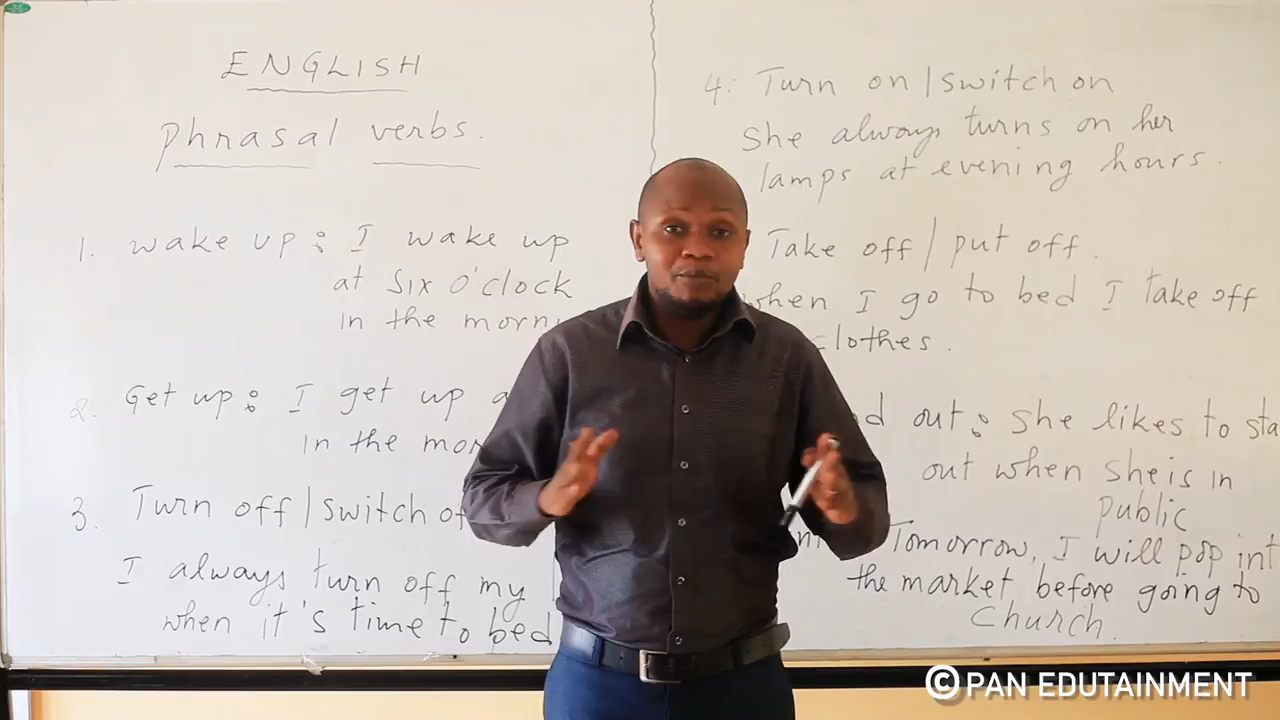 ENGLISH
phrasal verbs.
1. wake up: I wake up
at six o'clock
in the morn
2. Get up: I get up a
in the mor
3. Turn off/switch of
I always turn off my
when it's time to bed
4: Turn on/switch on
she always turns on her
lamps at evening hours.
Take off/put off.
when I go to bed I take off
clothes.
d out: she likes to sta
out when she is in
public
Tomorrow, I will pop int
the market, before going to
church.
©PAN EDUTAINMENT